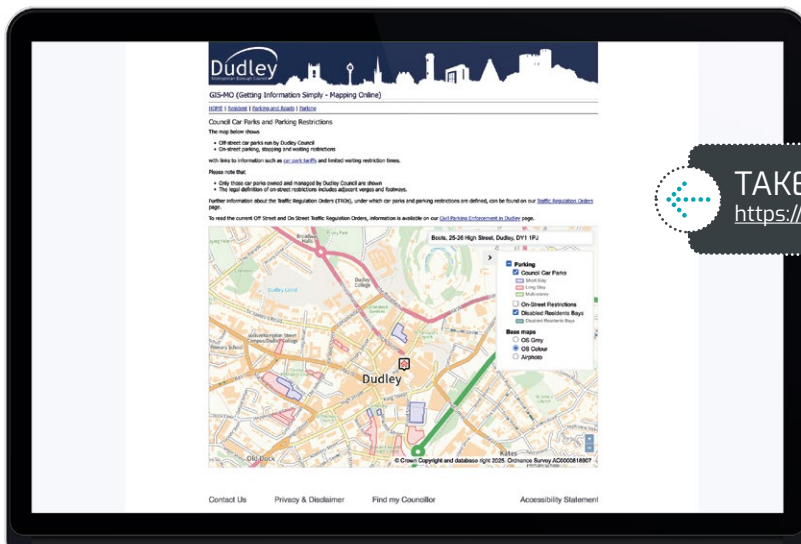 Dudley
Metropolitan Borough Council
GIS-MO (Getting Information Simply - Mapping Online)
HOME | Resident | Parking and Roads | Parking
Council Car Parks and Parking Restrictions
The map below shows
• Off-street car parks run by Dudley Council
• On-street parking, stopping and waiting restrictions
with links to information such as car park tariffs and limited waiting restriction times.
Please note that
• Only those car parks owned and managed by Dudley Council are shown
• The legal definition of on-street restrictions includes adjacent verges and footways.
Further information about the Traffic Regulation Orders (TROs), under which car parks and parking restrictions are defined, can be found on our Traffic Regulation Orders
page.
To read the current Off Street and On Street Traffic Regulation Orders, information is available on our Civil Parking Enforcement in Dudley page.
Boots, 25-26 High Street, Dudley, DY1 1PJ
Parking
Council Car Parks
Short Stay
Long Stay
Multi-storey
On-Street Restrictions
Disabled Residents Bays
Disabled Residents Bays
Base maps
OS Grey
OS Colour
Airphoto
Broadway
Halls
Dudley
College
Dudley
Kates
© Crown Copyright and database right 2025. Ordnance Survey
Contact Us
Privacy & Disclaimer
Find my Councillor
Accessibility Statement
TAKE
https://